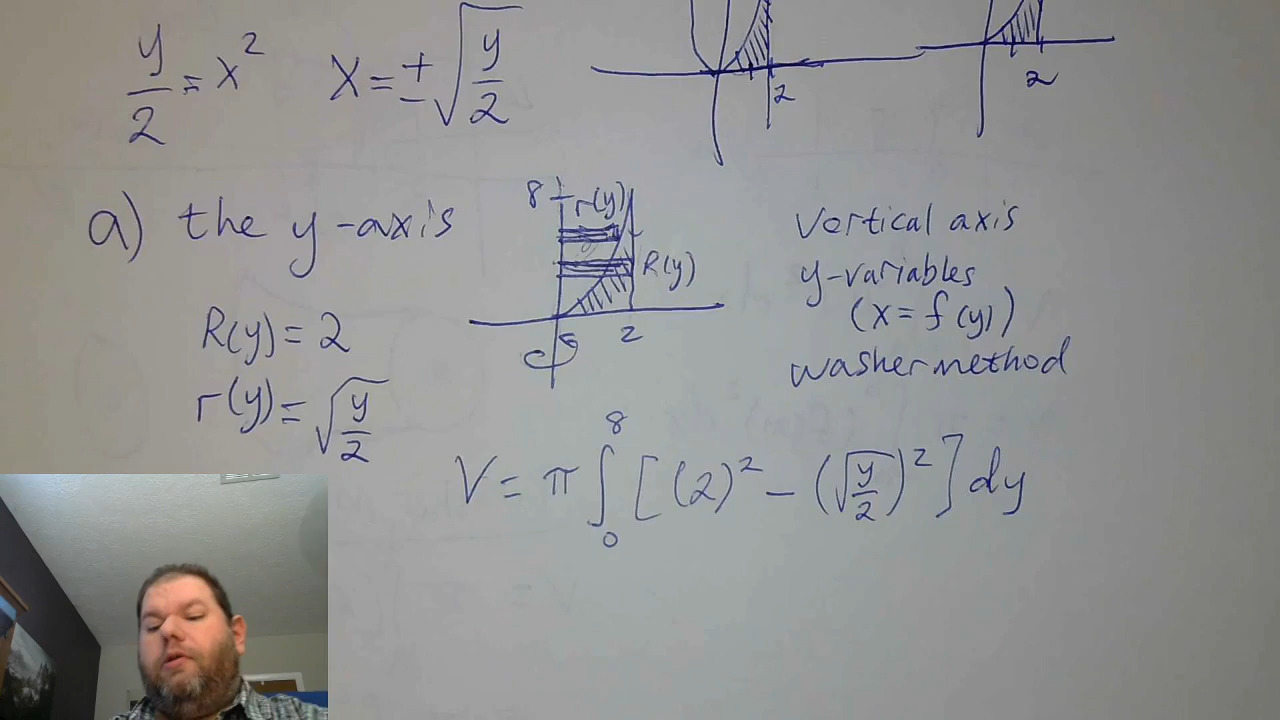 y/2 = x² x = ±√(y/2)
2
2
a) the y-axis
8 r(y)
R(y)
2
vertical axis
y-variables
(x = f(y))
washer method
R(y) = 2
r(y) = √(y/2)
V = π ∫₀⁸ [(2)² − (√(y/2))²] dy